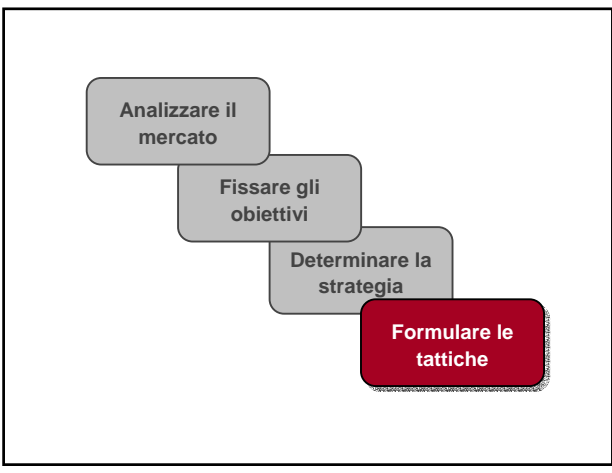 Analizzare il
mercato
Fissare gli
obiettivi
Determinare la
strategia
Formulare le
tattiche